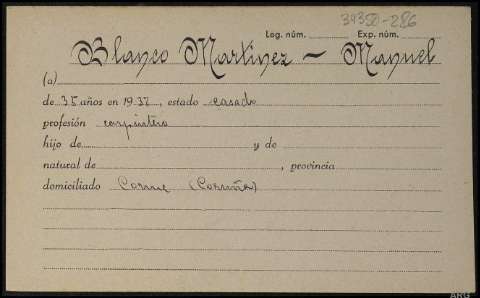 39350-286
Leg. núm. Exp. núm.
Blanco Martinez - Manuel
(a)
de 35 años en 1937, estado casado
profesión carpintero
hijo de y de
natural de , provincia
domiciliado (Coruña)
ARG